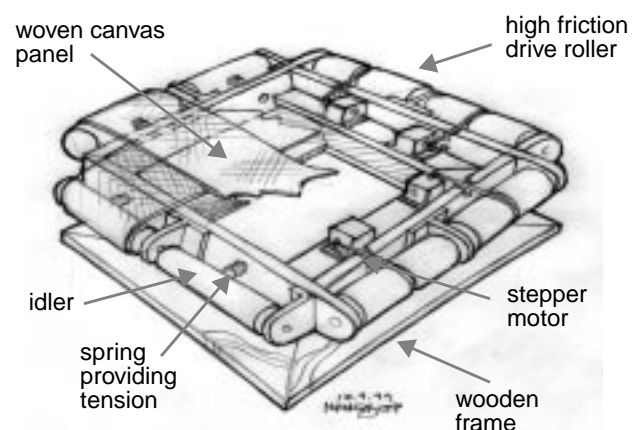 woven canvas
panel
high friction
drive roller
idler
spring
providing
tension
stepper
motor
wooden
frame